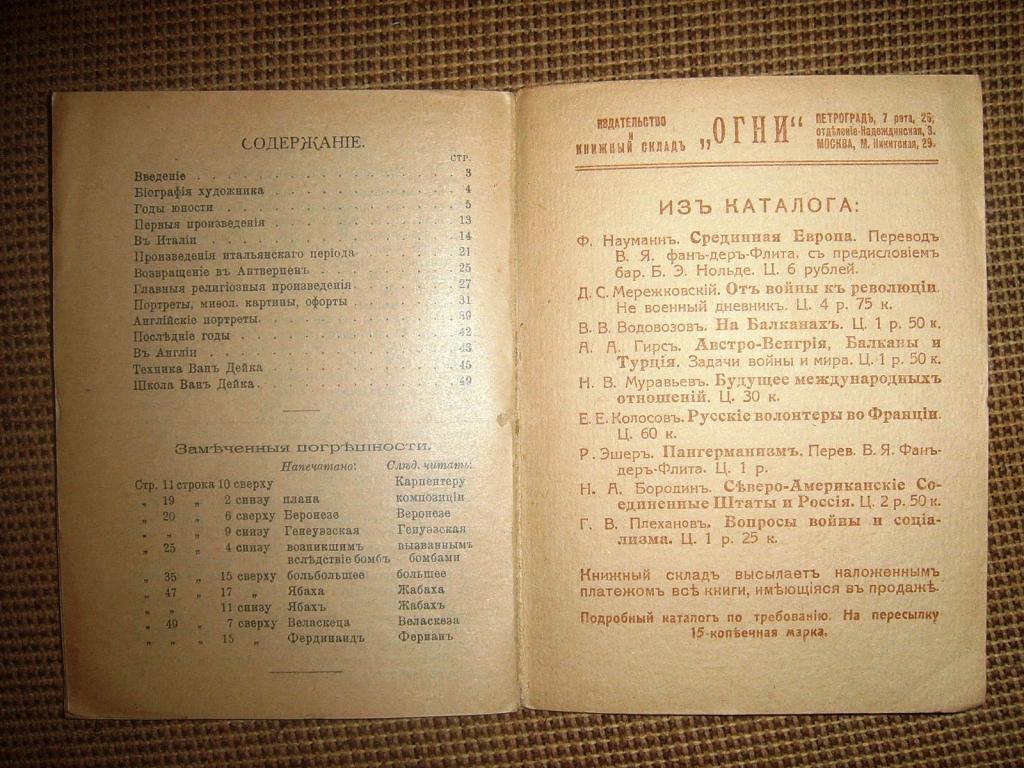 СОДЕРЖАНІЕ.
СТР.
Введеніе . . . 3
Біографія художника . . . 4
Годы юности . . . 5
Первыя произведенія . . . 13
Въ Италіи . . . 14
Произведенія итальянскаго періода . . . 21
Возвращеніе въ Антверпенъ . . . 25
Главныя религіозныя произведенія . . . 27
Портреты, миѳол. картины, офорты . . . 31
Англійскіе портреты. . . . 39
Послѣдніе годы . . . 42
Въ Англіи . . . 43
Техника Ванъ Дейка . . . 45
Школа Ванъ Дейка . . . 49
Замѣченныя погрѣшности.
Напечатано: Слѣд. читать:
Стр. 11 строка 10 сверху Карпентеру
„ 19 „ 2 снизу плана композиціи
„ 20 „ 6 сверху Беронезе Веронезе
„ „ 9 снизу Генеуэзская Генуэзская
„ 25 „ 4 снизу возникшимъ вызваннымъ
вслѣдствіе бомбъ бомбами
„ 35 „ 15 сверху больбольшее большее
„ 47 „ 17 „ Ябаха Жабаха
„ „ 11 снизу Ябахъ Жабахъ
„ 49 „ 7 сверху Веласкеца Веласкеза
„ „ „ 15 „ Фердинандъ Фернанъ
ИЗДАТЕЛЬСТВО
И
КНИЖНЫЙ СКЛАДЪ
„ОГНИ“
ПЕТРОГРАДЪ, 7 рота, 26;
отдѣленіе-Надеждинская, 3.
МОСКВА, М. Никитская, 29.
ИЗЪ КАТАЛОГА:
Ф. Науманнъ. Срединная Европа. Переводъ
В. Я. фанъ-деръ-Флита, съ предисловіемъ
бар. Б. Э. Нольде. Ц. 6 рублей.
Д. С. Мережковскій. Отъ войны къ революціи.
Не военный дневникъ. Ц. 4 р. 75 к.
В. В. Водовозовъ. На Балканахъ. Ц. 1 р. 50 к.
А. А. Гирсъ. Австро-Венгрія, Балканы и
Турція. Задачи войны и мира. Ц. 1 р. 50 к.
Н. В. Муравьевъ. Будущее международныхъ
отношеній. Ц. 30 к.
Е. Е. Колосовъ. Русскіе волонтеры во Франціи.
Ц. 60 к.
Р. Эшеръ. Пангерманизмъ. Перев. В. Я. Фанъ-
деръ-Флита. Ц. 1 р.
Н. А. Бородинъ. Сѣверо-Американскіе Со-
единенные Штаты и Россія. Ц. 2 р. 50 к.
Г. В. Плехановъ. Вопросы войны и соціа-
лизма. Ц. 1 р. 25 к.
Книжный складъ высылаетъ наложеннымъ
платежомъ всѣ книги, имѣющіяся въ продажѣ.
Подробный каталогъ по требованію. На пересылку
15-копѣечная марка.